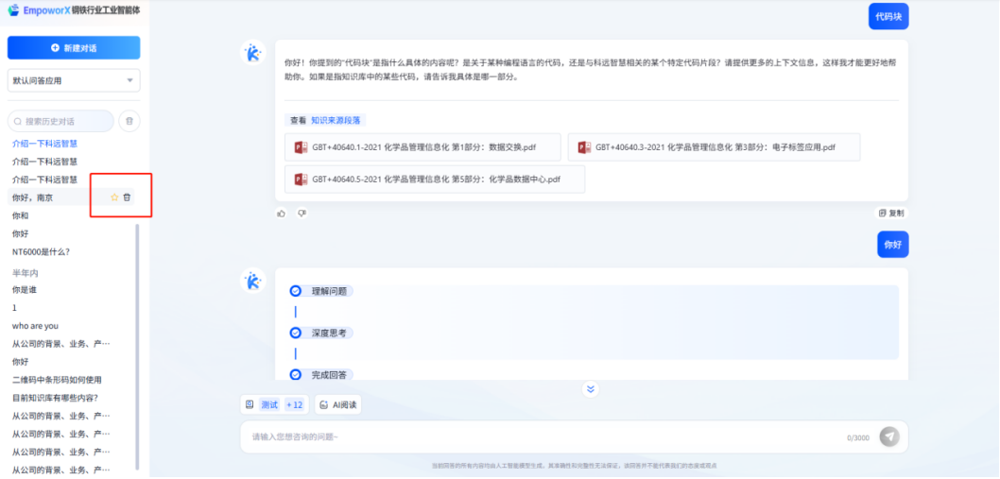 EmpoworX钢铁行业工业智能体
新建对话
默认问答应用
搜索历史对话
介绍一下科远智慧
介绍一下科远智慧
介绍一下科远智慧
你好，南京
你和
你好
NT6000是什么?
半年内
你是谁
1
who are you
从公司的背景、业务、产…
你好
二维码中条形码如何使用
目前知识库有哪些内容?
从公司的背景、业务、产…
从公司的背景、业务、产…
从公司的背景、业务、产…
从公司的背景、业务、产…
代码块
你好！你提到的"代码块"是指什么具体的内容呢？是关于某种编程语言的代码，还是与科远智慧相关的某个特定代码片段？请提供更多的上下文信息，这样我才能更好地帮
助你。如果是指知识库中的某些代码，请告诉我具体是哪一部分。
查看 知识来源段落
GBT+40640.1-2021 化学品管理信息化 第1部分：数据交换.pdf
GBT+40640.3-2021 化学品管理信息化 第3部分：电子标签应用.pdf
GBT+40640.5-2021 化学品管理信息化 第5部分：化学品数据中心.pdf
复制
你好
理解问题
深度思考
完成回答
测试 + 12
AI阅读
请输入您想咨询的问题~
0/3000
当前回答的所有内容均由人工智能模型生成，其准确性和完整性无法保证，该回答并不能代表我们的态度或观点